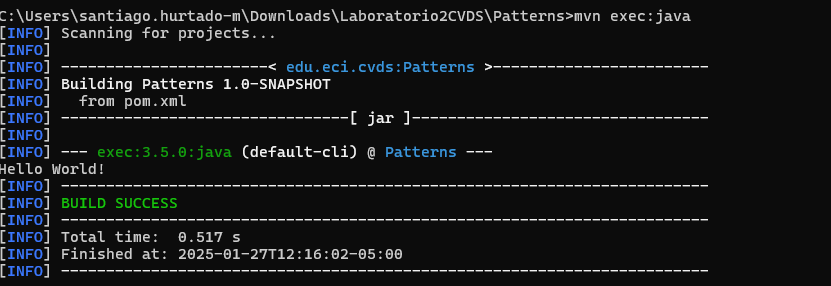 C:\Users\santiago.hurtado-m\Downloads\Laboratorio2CVDS\Patterns>mvn exec:java
[INFO] Scanning for projects...
[INFO]
[INFO] -----------------------< edu.eci.cvds:Patterns >------------------------
[INFO] Building Patterns 1.0-SNAPSHOT
[INFO]   from pom.xml
[INFO] --------------------------------[ jar ]---------------------------------
[INFO]
[INFO] --- exec:3.5.0:java (default-cli) @ Patterns ---
Hello World!
[INFO] ------------------------------------------------------------------------
[INFO] BUILD SUCCESS
[INFO] ------------------------------------------------------------------------
[INFO] Total time:  0.517 s
[INFO] Finished at: 2025-01-27T12:16:02-05:00
[INFO] ------------------------------------------------------------------------